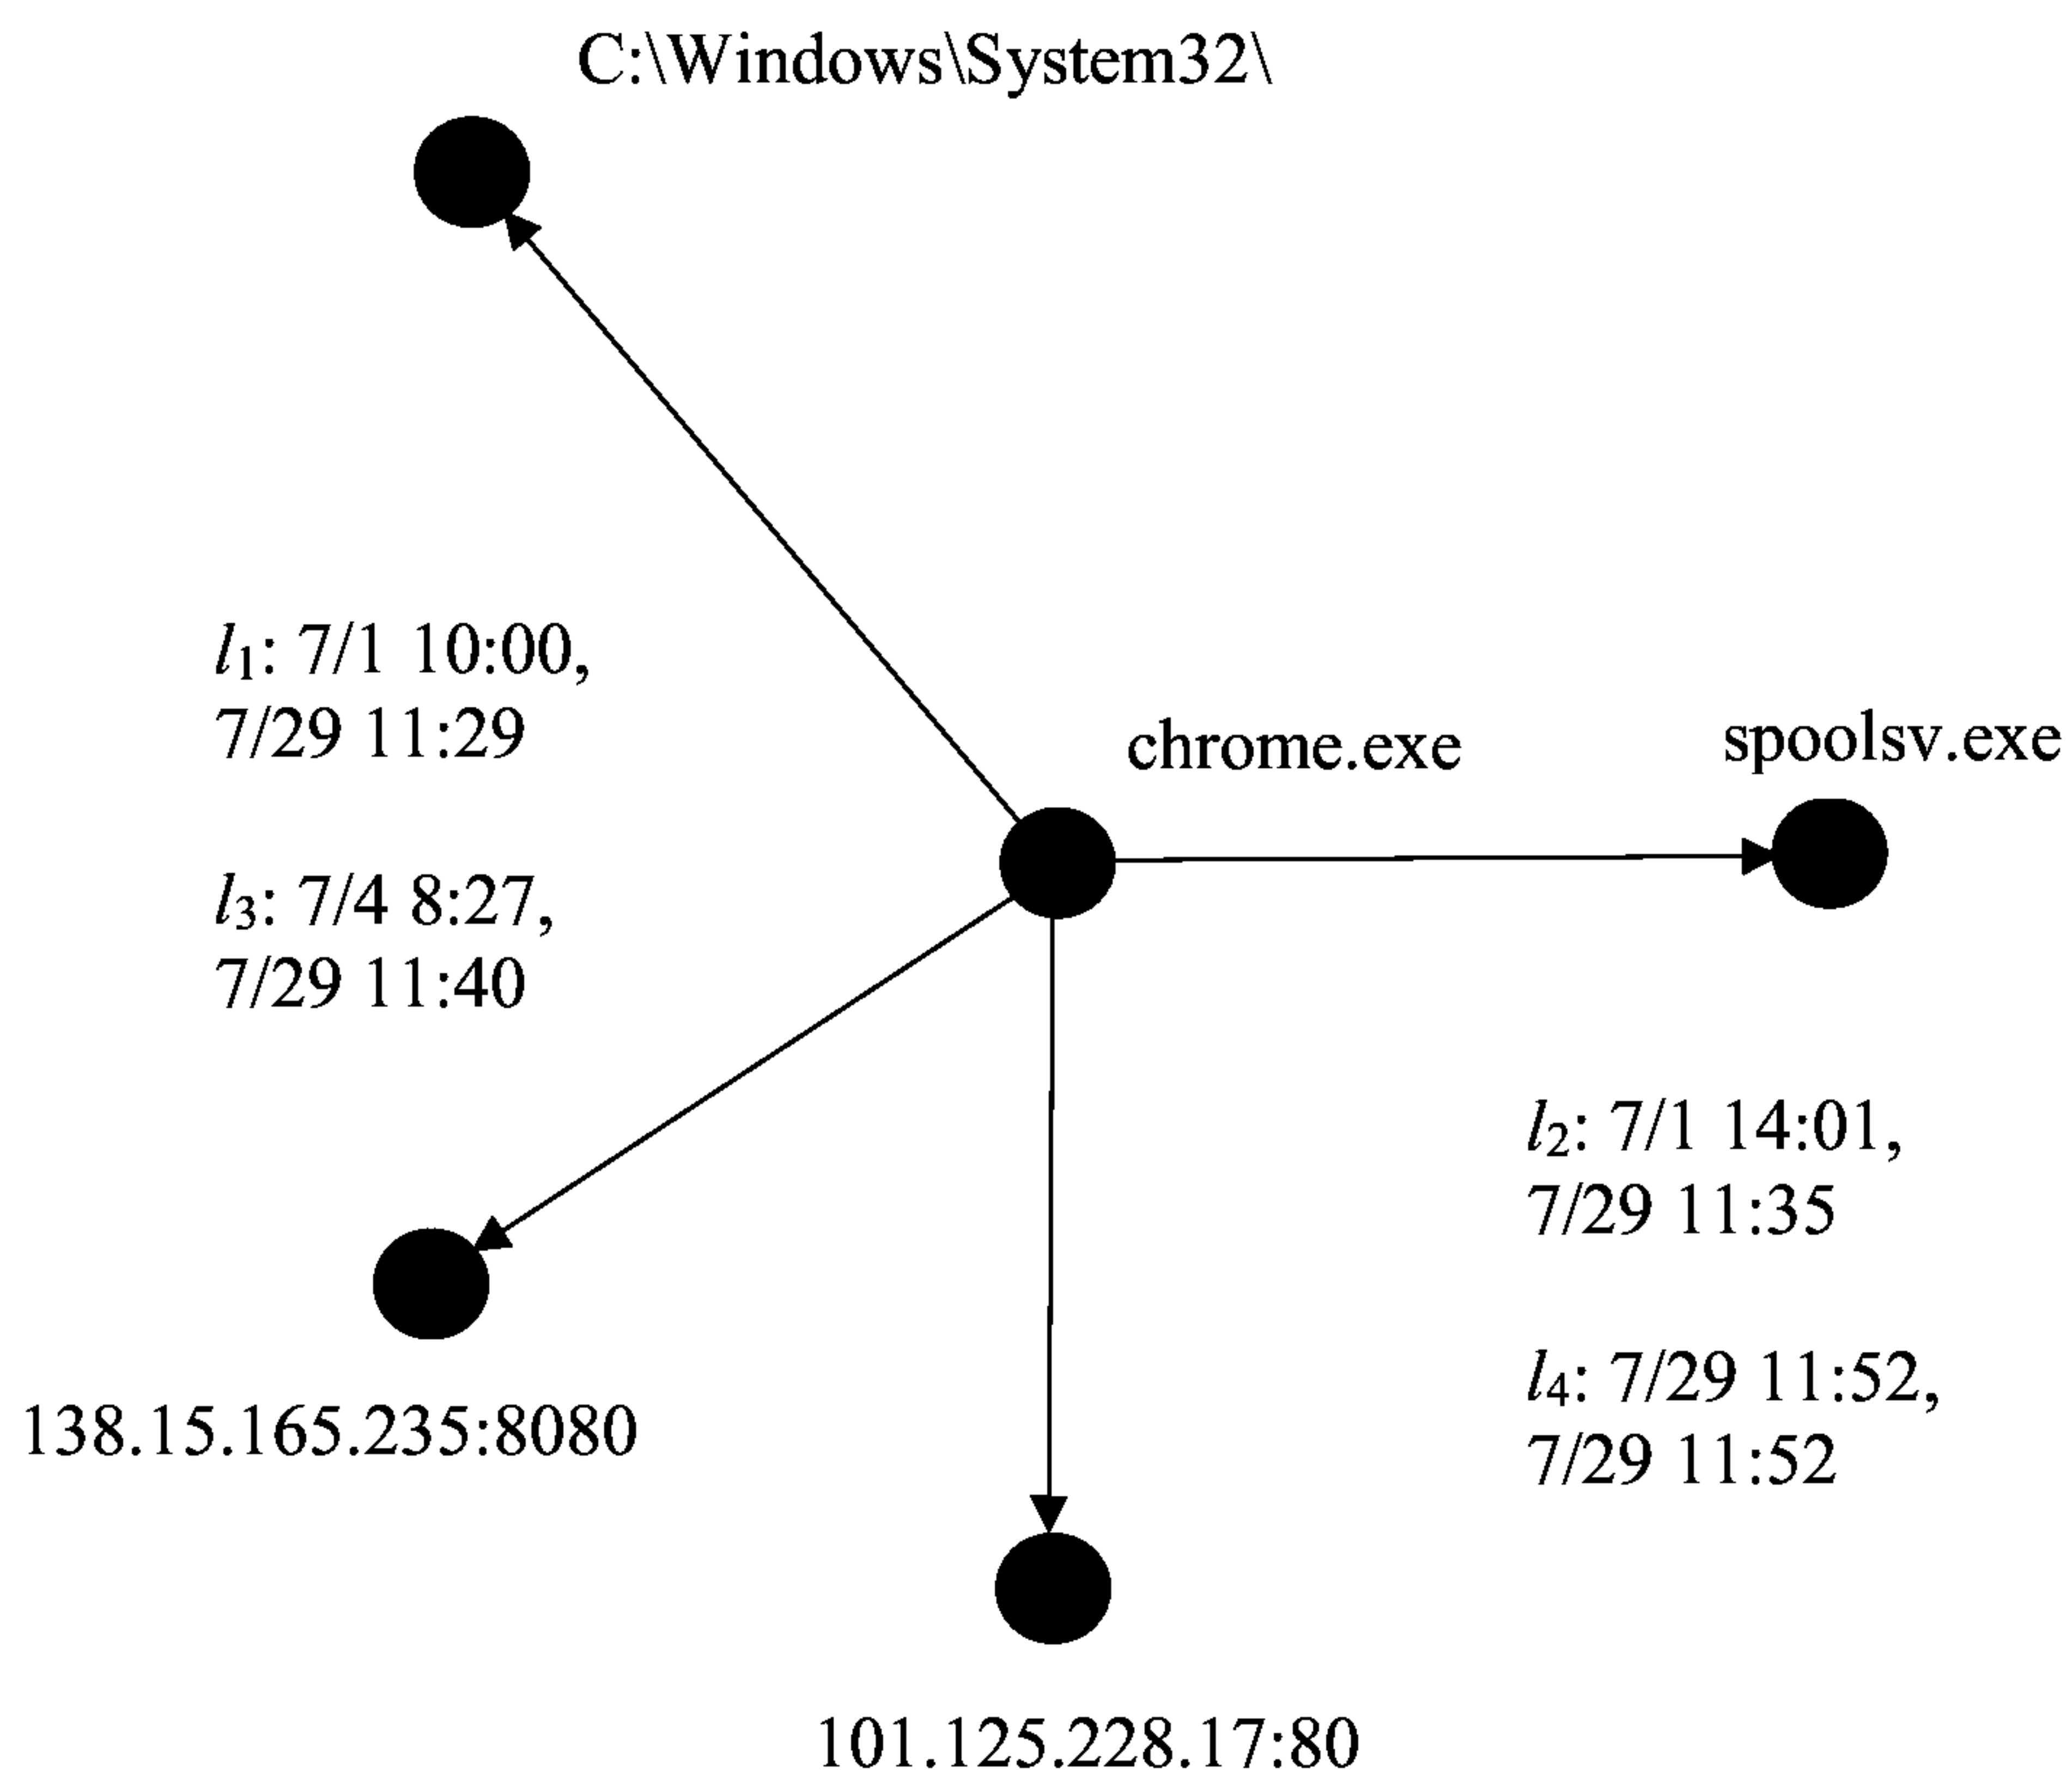 C:\Windows\System32\
l1: 7/1 10:00,
7/29 11:29
chrome.exe
spoolsv.exe
l3: 7/4 8:27,
7/29 11:40
l2: 7/1 14:01,
7/29 11:35
l4: 7/29 11:52,
7/29 11:52
138.15.165.235:8080
101.125.228.17:80